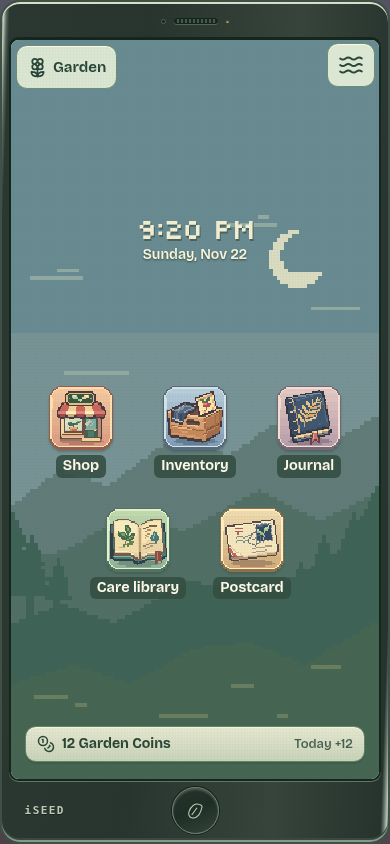 Garden
9:20 PM
Sunday, Nov 22
Shop
Inventory
Journal
Care library
Postcard
12 Garden Coins
Today +12
iSEED